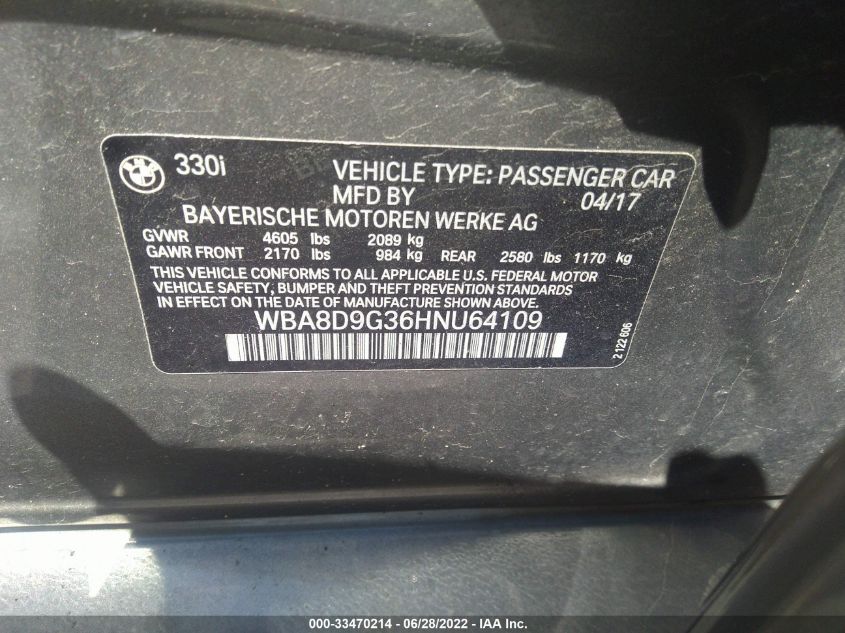 330i
VEHICLE TYPE: PASSENGER CAR
MFD BY 04/17
BAYERISCHE MOTOREN WERKE AG
GVWR 4605 lbs 2089 kg
GAWR FRONT 2170 lbs 984 kg REAR 2580 lbs 1170 kg
THIS VEHICLE CONFORMS TO ALL APPLICABLE U.S. FEDERAL MOTOR
VEHICLE SAFETY, BUMPER AND THEFT PREVENTION STANDARDS
IN EFFECT ON THE DATE OF MANUFACTURE SHOWN ABOVE.
WBA8D9G36HNU64109
2 122 606
000-33470214 - 06/28/2022 - IAA Inc.